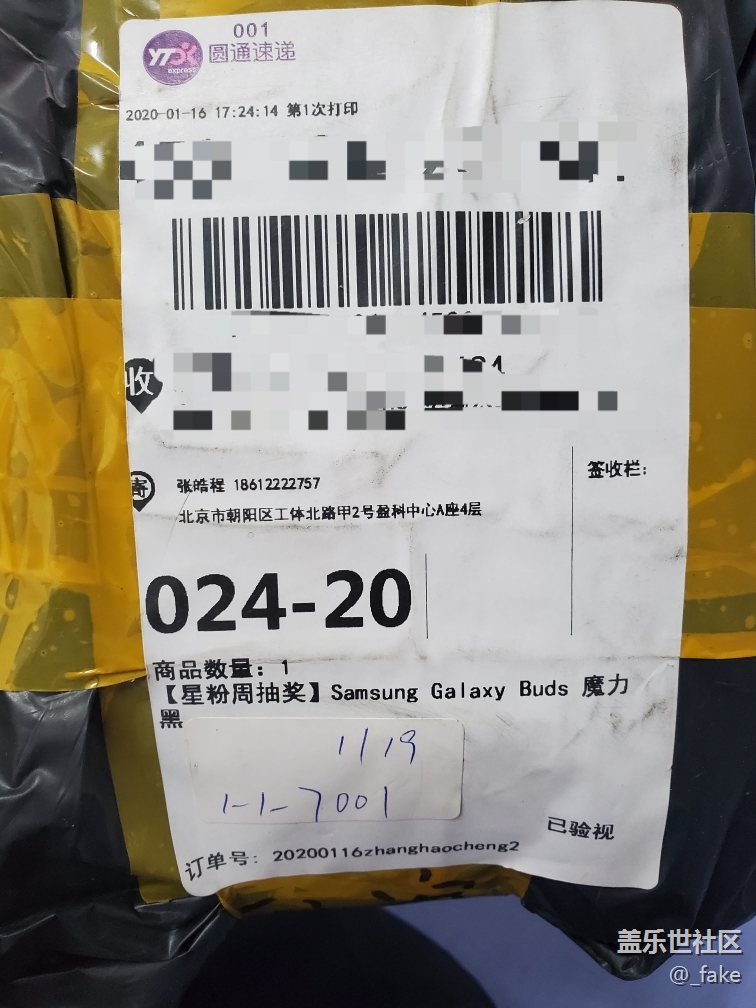 001
YTO express
圆通速递
2020-01-16 17:24:14 第1次打印
收
寄
张皓程 18612222757
北京市朝阳区工体北路甲2号盈科中心A座4层
签收栏:
024-20
商品数量: 1
【星粉周抽奖】Samsung Galaxy Buds 魔力
黑
1/19
1-1-7001
已验视
订单号: 20200116zhanghaocheng2
盖乐世社区
@_fake